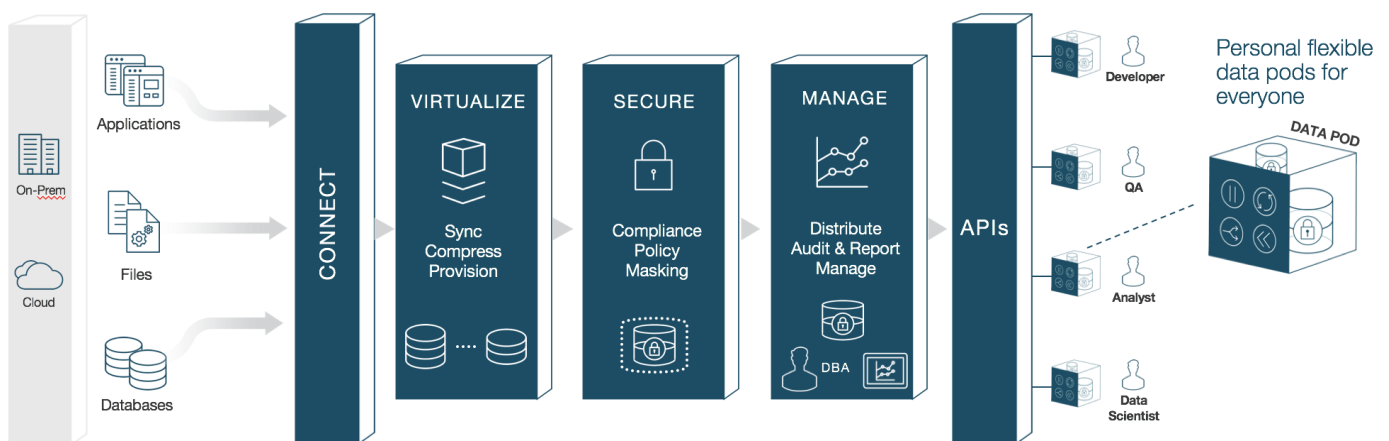 On-Prem
Cloud
Applications
Files
Databases
CONNECT
VIRTUALIZE
Sync
Compress
Provision
SECURE
Compliance
Policy
Masking
MANAGE
Distribute
Audit & Report
Manage
DBA
APIs
Developer
QA
Analyst
Data
Scientist
Personal flexible
data pods for
everyone
DATA POD